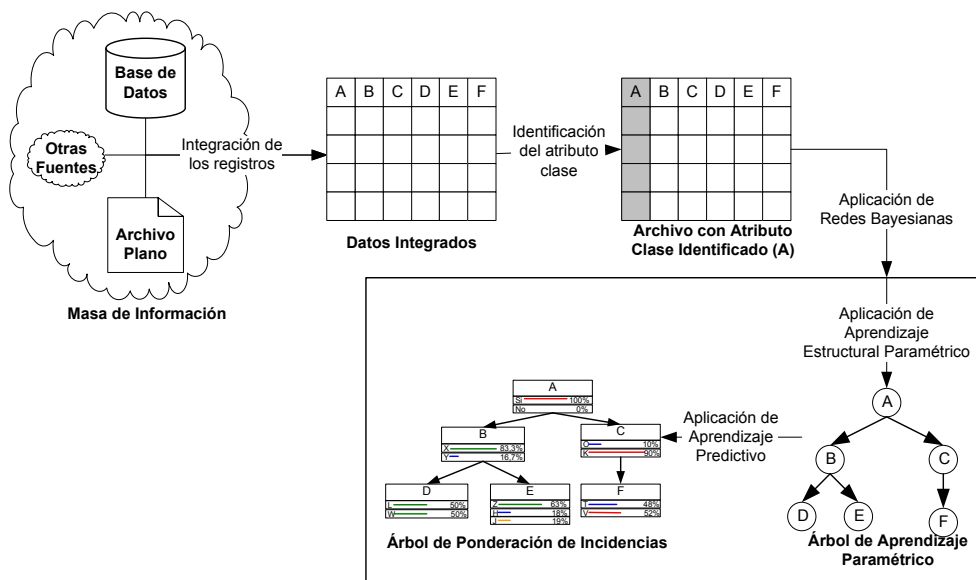 Base de
Datos
Otras
Fuentes
Archivo
Plano
Masa de Información
Integración de
los registros
A B C D E F
Datos Integrados
Identificación
del atributo
clase
A B C D E F
Archivo con Atributo
Clase Identificado (A)
Aplicación de
Redes Bayesianas
Aplicación de
Aprendizaje
Estructural Paramétrico
A
B
C
D
E
F
Árbol de Aprendizaje
Paramétrico
Aplicación de
Aprendizaje
Predictivo
A
Si 100%
No 0%
B
X 83,3%
Y 16,7%
C
O 10%
K 90%
D
L 50%
W 50%
E
Z 63%
H 18%
J 19%
F
T 48%
V 52%
Árbol de Ponderación de Incidencias